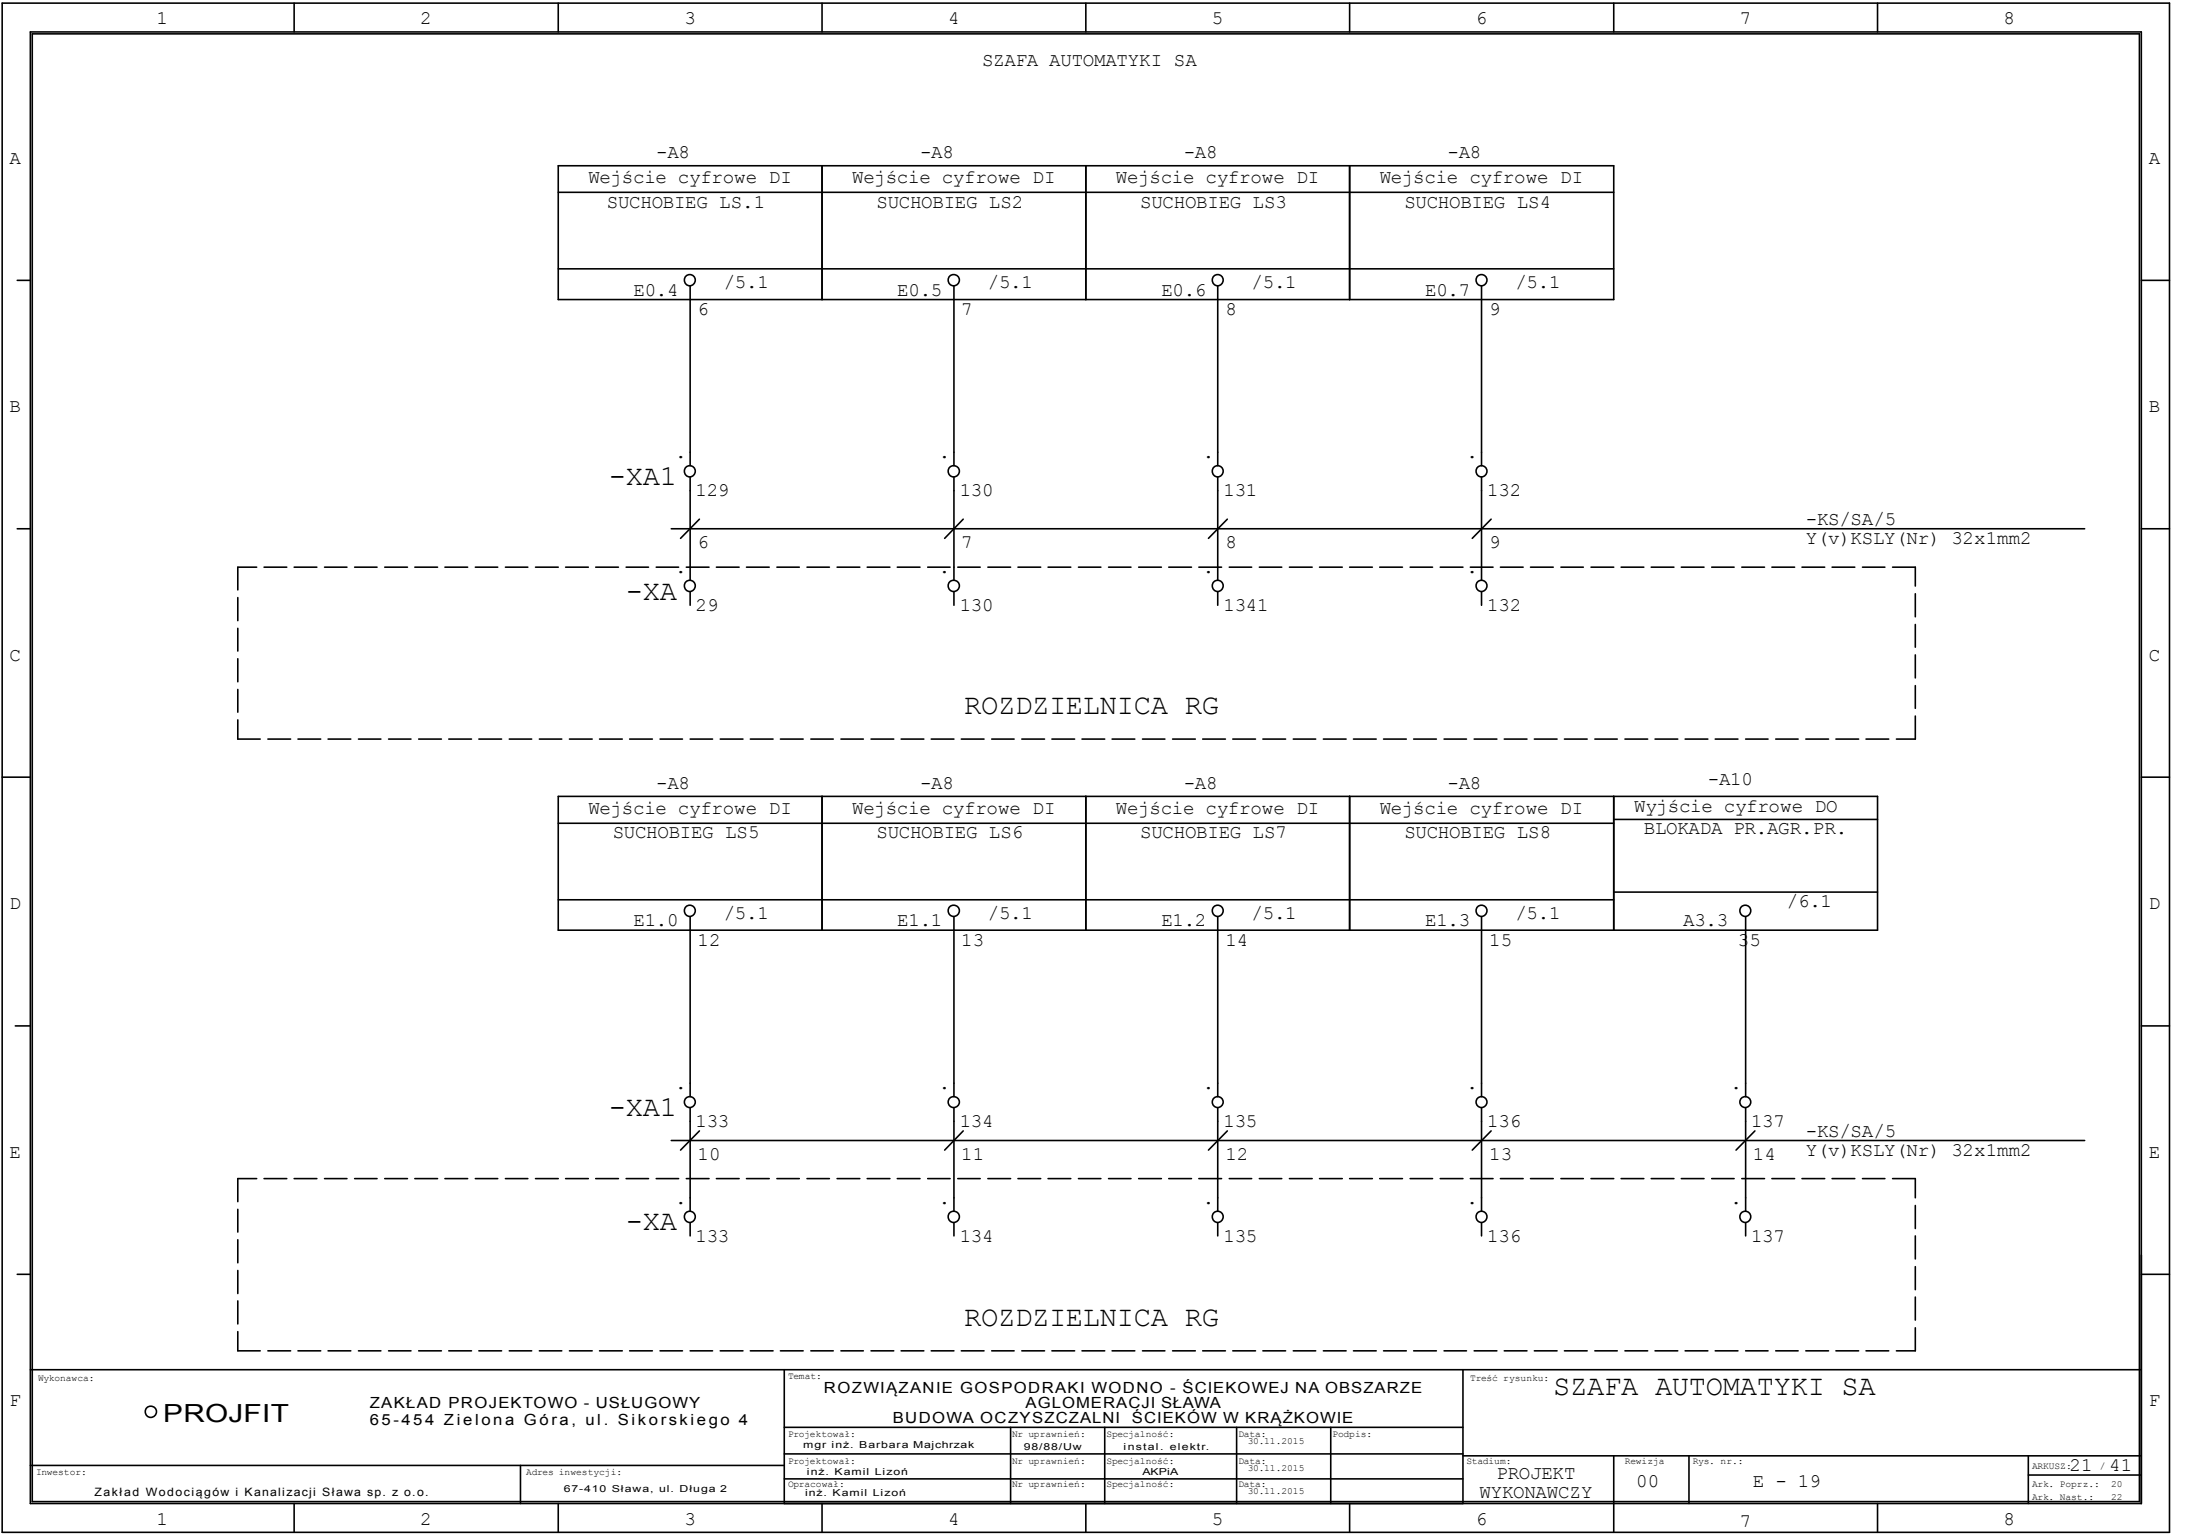 1 2 3 4 5 6 7 8
SZAFA AUTOMATYKI SA
A A
-A8 -A8 -A8 -A8
Wejście cyfrowe DI Wejście cyfrowe DI Wejście cyfrowe DI Wejście cyfrowe DI
SUCHOBIEG LS.1 SUCHOBIEG LS2 SUCHOBIEG LS3 SUCHOBIEG LS4
E0.4 /5.1 E0.5 /5.1 E0.6 /5.1 E0.7 /5.1
6 7 8 9
B B
-XA1 129 130 131 132
-KS/SA/5
6 7 8 9 Y(v)KSLY(Nr) 32x1mm2
-XA 29 130 1341 132
C C
ROZDZIELNICA RG
-A8 -A8 -A8 -A8 -A10
Wejście cyfrowe DI Wejście cyfrowe DI Wejście cyfrowe DI Wejście cyfrowe DI Wyjście cyfrowe DO
SUCHOBIEG LS5 SUCHOBIEG LS6 SUCHOBIEG LS7 SUCHOBIEG LS8 BLOKADA PR.AGR.PR.
D D
E1.0 /5.1 E1.1 /5.1 E1.2 /5.1 E1.3 /5.1 A3.3 /6.1
12 13 14 15 35
-XA1 133 134 135 136 137
-KS/SA/5
E 10 11 12 13 14 Y(v)KSLY(Nr) 32x1mm2 E
-XA 133 134 135 136 137
ROZDZIELNICA RG
F F
Wykonawca:
PROJFIT
ZAKŁAD PROJEKTOWO - USŁUGOWY
65-454 Zielona Góra, ul. Sikorskiego 4
Inwestor:
Zakład Wodociągów i Kanalizacji Sława sp. z o.o.
Adres inwestycji:
67-410 Sława, ul. Długa 2
Temat:
ROZWIĄZANIE GOSPODRAKI WODNO - ŚCIEKOWEJ NA OBSZARZE
AGLOMERACJI SŁAWA
BUDOWA OCZYSZCZALNI ŚCIEKÓW W KRĄŻKOWIE
Projektował: Nr uprawnień: Specjalność: Data: Podpis:
mgr inż. Barbara Majchrzak 98/88/Uw instal. elektr. 30.11.2015
Projektował: Nr uprawnień: Specjalność: Data:
inż. Kamil Lizoń AKPiA 30.11.2015
Opracował: Nr uprawnień: Specjalność: Data:
inż. Kamil Lizoń 30.11.2015
Treść rysunku: SZAFA AUTOMATYKI SA
Stadium:
PROJEKT
WYKONAWCZY
Rewizja
00
Rys. nr.:
E - 19
ARKUSZ: 21 / 41
Ark. Poprz.: 20
Ark. Nast.: 22
1 2 3 4 5 6 7 8